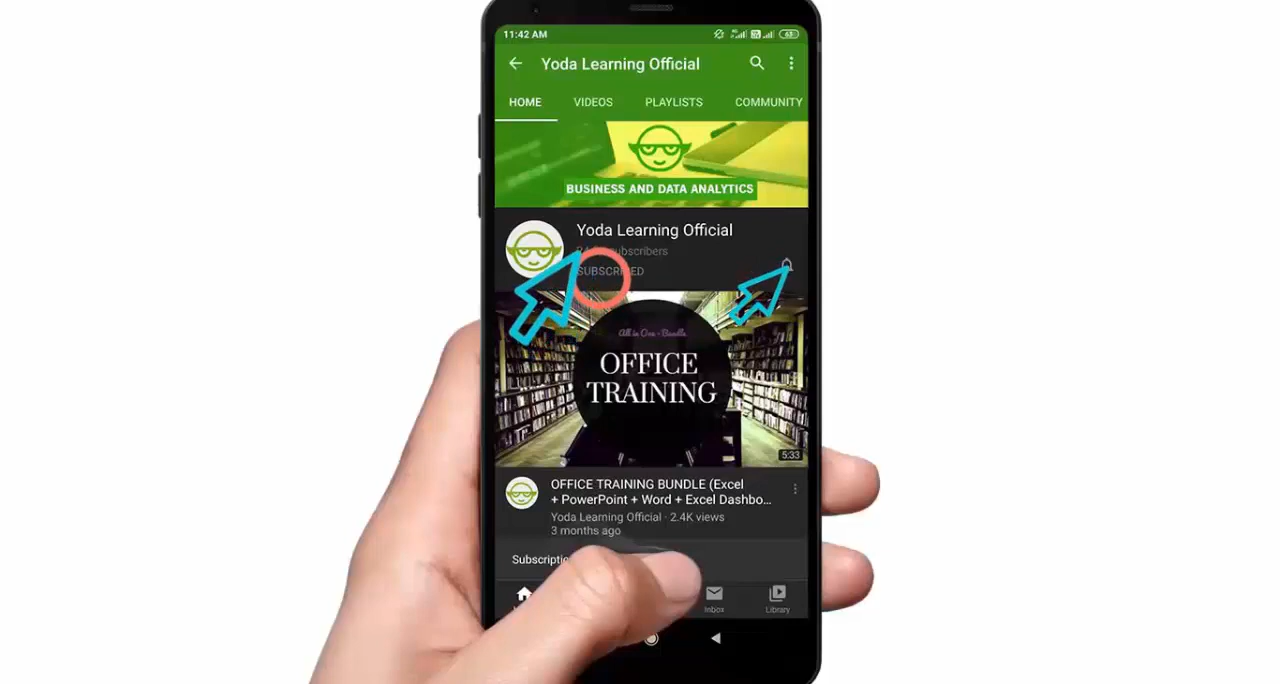 11:42 AM
63
Yoda Learning Official
HOME VIDEOS PLAYLISTS COMMUNITY
BUSINESS AND DATA ANALYTICS
Yoda Learning Official
subscribers
SUBSCRIBED
All in One - Bundle
OFFICE
TRAINING
5:33
OFFICE TRAINING BUNDLE (Excel
+ PowerPoint + Word + Excel Dashbo...
Yoda Learning Official · 2.4K views
3 months ago
Inbox Library